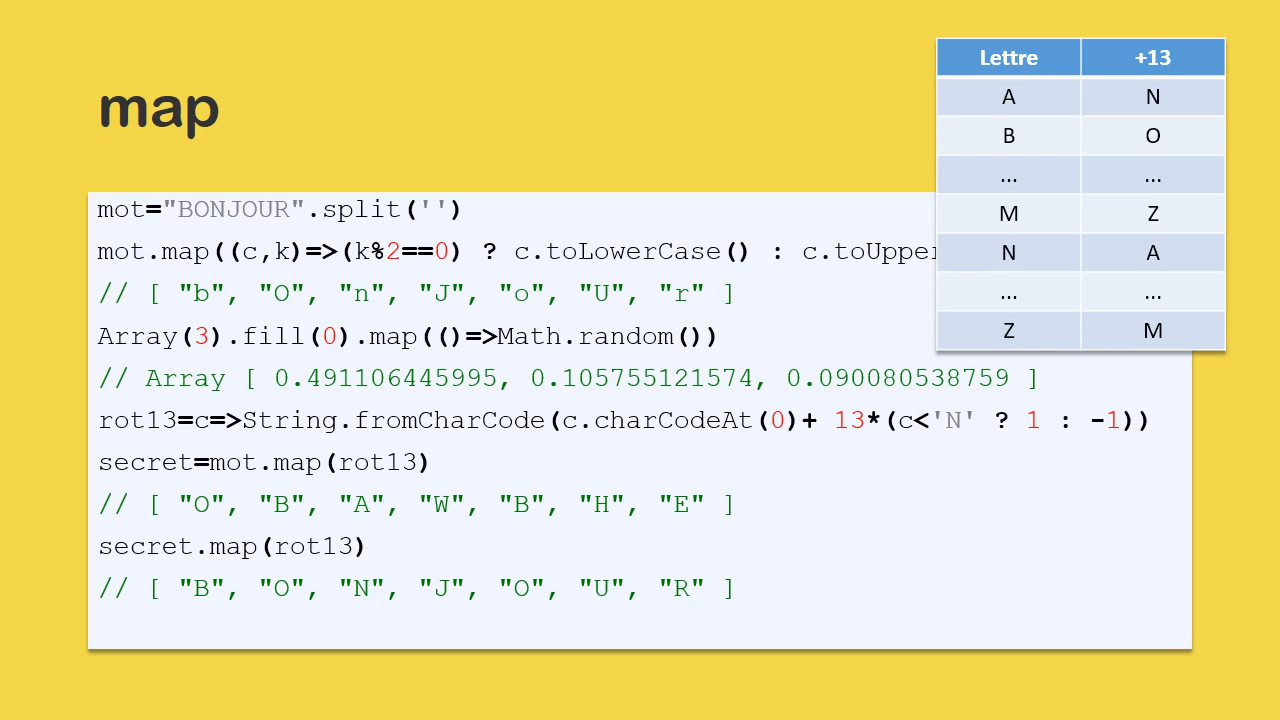 map
Lettre +13
A N
B O
... ...
M Z
N A
... ...
Z M
mot="BONJOUR".split('')
mot.map((c,k)=>(k%2==0) ? c.toLowerCase() : c.toUpper
// [ "b", "O", "n", "J", "o", "U", "r" ]
Array(3).fill(0).map(()=>Math.random())
// Array [ 0.491106445995, 0.105755121574, 0.090080538759 ]
rot13=c=>String.fromCharCode(c.charCodeAt(0)+ 13*(c<'N' ? 1 : -1))
secret=mot.map(rot13)
// [ "O", "B", "A", "W", "B", "H", "E" ]
secret.map(rot13)
// [ "B", "O", "N", "J", "O", "U", "R" ]